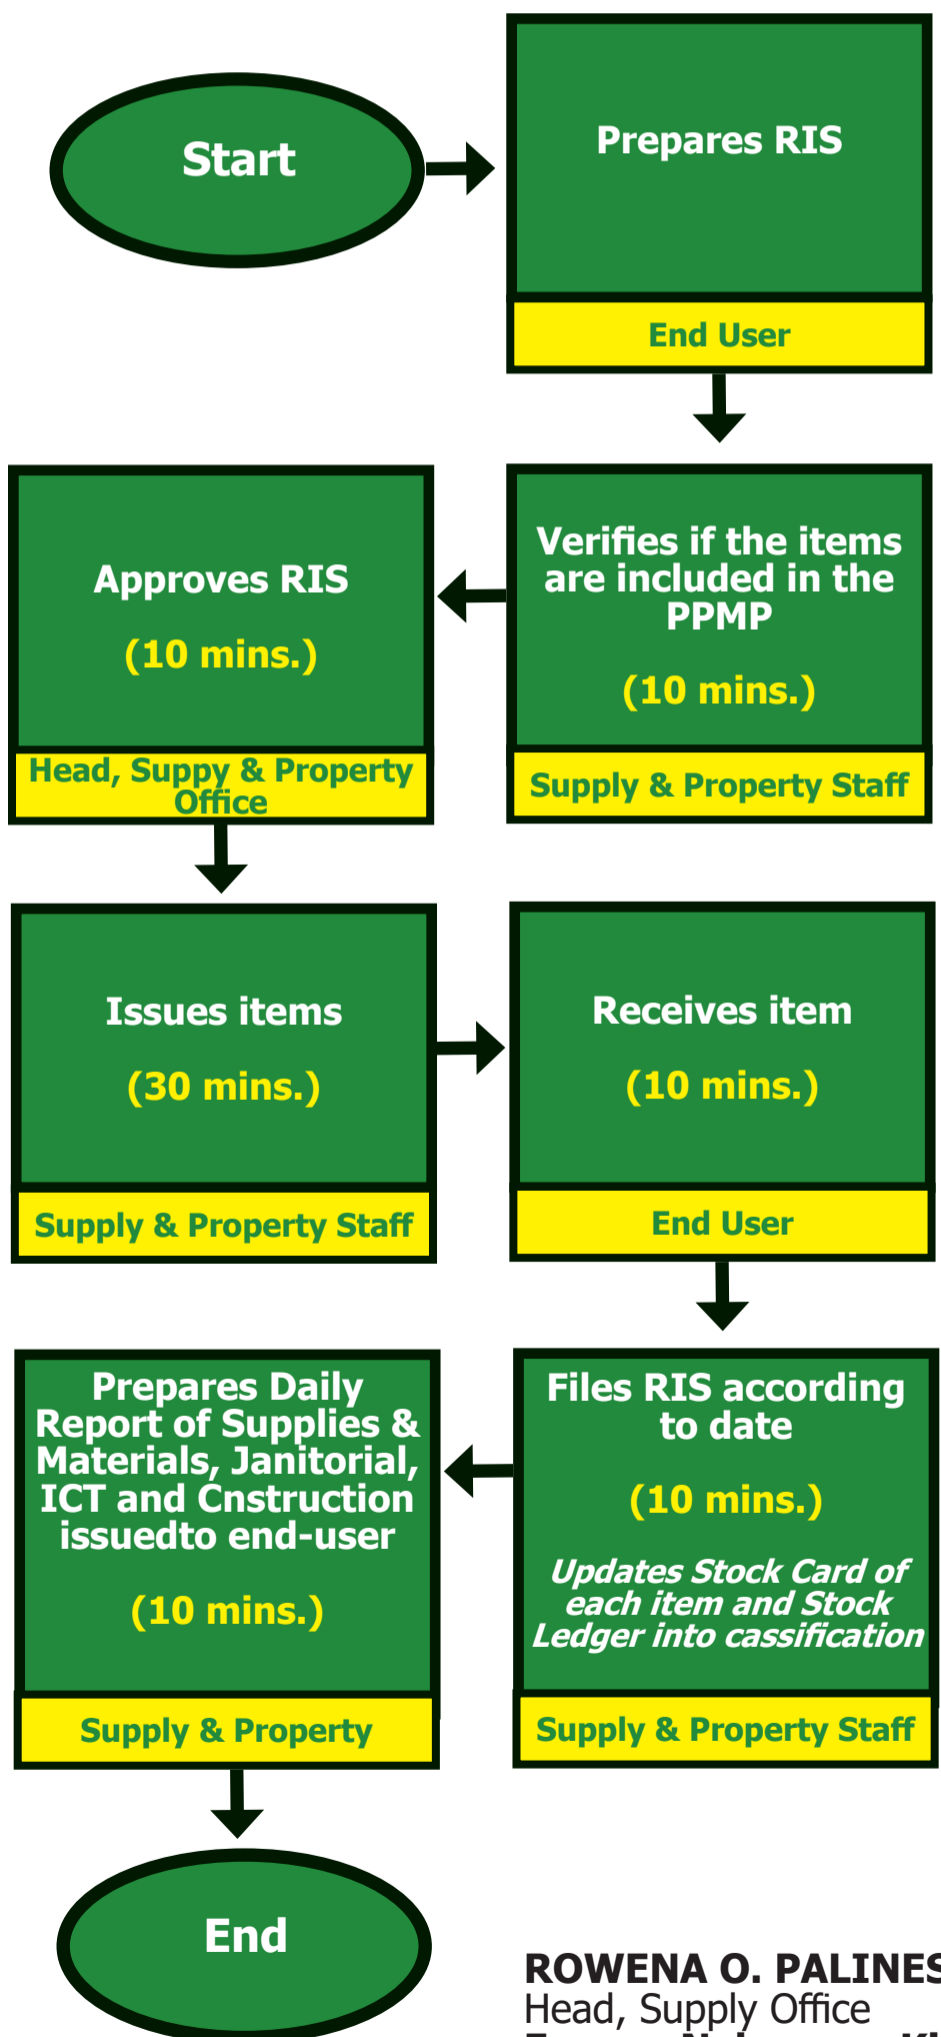 Start
Prepares RIS
End User
Verifies if the items
are included in the
PPMP
(10 mins.)
Supply & Property Staff
Approves RIS
(10 mins.)
Head, Suppy & Property
Office
Issues items
(30 mins.)
Supply & Property Staff
Receives item
(10 mins.)
End User
Files RIS according
to date
(10 mins.)
Updates Stock Card of
each item and Stock
Ledger into cassification
Supply & Property Staff
Prepares Daily
Report of Supplies &
Materials, Janitorial,
ICT and Cnstruction
issuedto end-user
(10 mins.)
Supply & Property
End
ROWENA O. PALINES
Head, Supply Office